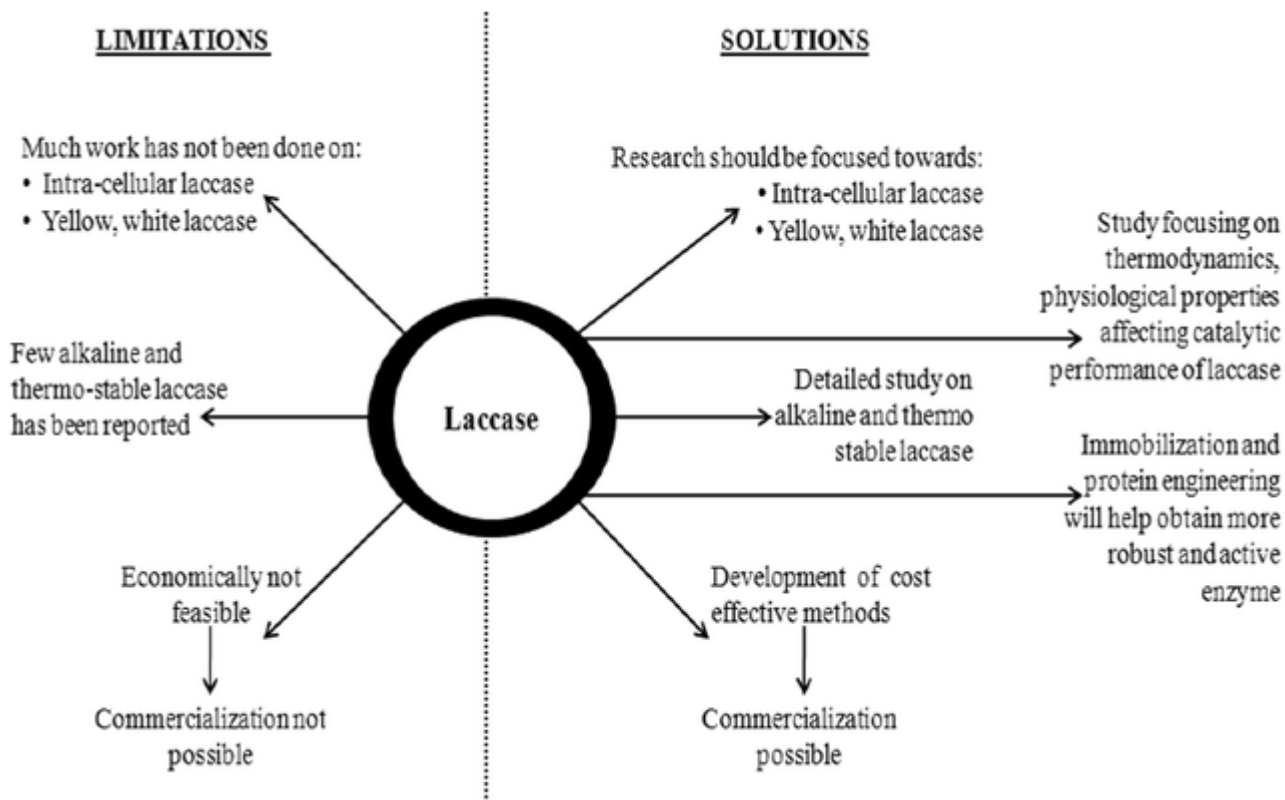 LIMITATIONS
Much work has not been done on:
• Intra-cellular laccase
• Yellow, white laccase
Few alkaline and
thermo-stable laccase
has been reported
Economically not
feasible
Commercialization not
possible
Laccase
SOLUTIONS
Research should be focused towards:
• Intra-cellular laccase
• Yellow, white laccase
Study focusing on
thermodynamics,
physiological properties
affecting catalytic
performance of laccase
Detailed study on
alkaline and thermo
stable laccase
Immobilization and
protein engineering
will help obtain more
robust and active
enzyme
Development of cost
effective methods
Commercialization
possible